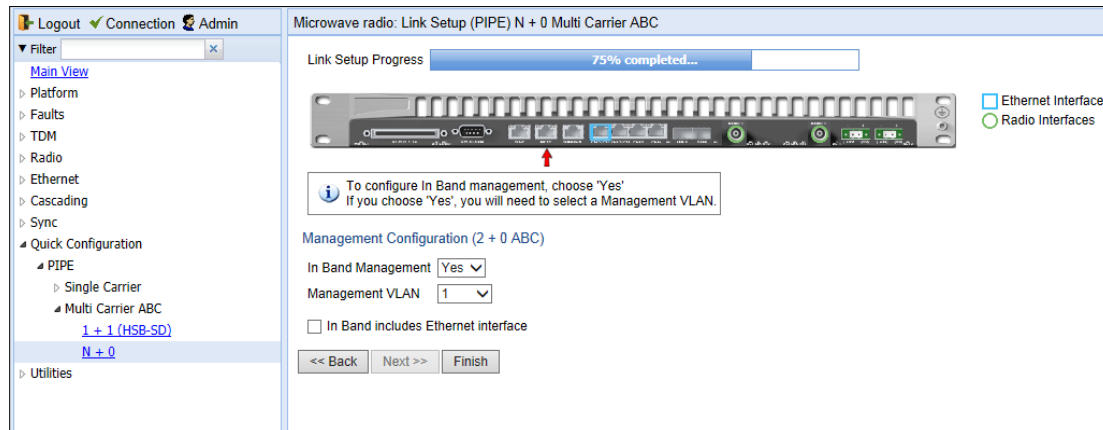 Logout Connection Admin
Microwave radio: Link Setup (PIPE) N + 0 Multi Carrier ABC
Filter
Main View
Platform
Faults
TDM
Radio
Ethernet
Cascading
Sync
Quick Configuration
PIPE
Single Carrier
Multi Carrier ABC
1 + 1 (HSB-SD)
N + 0
Utilities
Link Setup Progress 75% completed...
Ethernet Interface
Radio Interfaces
To configure In Band management, choose 'Yes'
If you choose 'Yes', you will need to select a Management VLAN.
Management Configuration (2 + 0 ABC)
In Band Management Yes
Management VLAN 1
In Band includes Ethernet interface
<< Back Next >> Finish